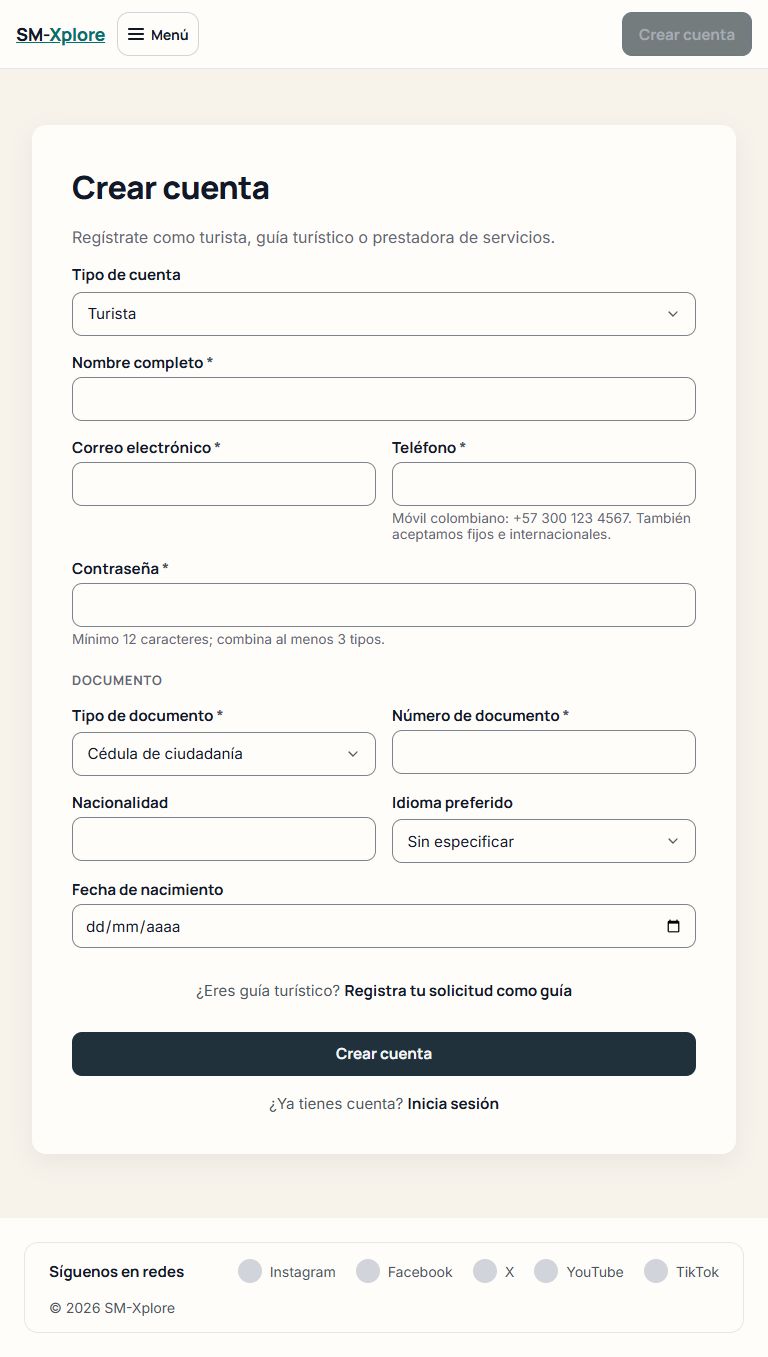 SM-Xplore
Menú
Crear cuenta
Crear cuenta
Regístrate como turista, guía turístico o prestadora de servicios.
Tipo de cuenta
Turista
Nombre completo *
Correo electrónico *
Teléfono *
Móvil colombiano: +57 300 123 4567. También
aceptamos fijos e internacionales.
Contraseña *
Mínimo 12 caracteres; combina al menos 3 tipos.
DOCUMENTO
Tipo de documento *
Número de documento *
Cédula de ciudadanía
Nacionalidad
Idioma preferido
Sin especificar
Fecha de nacimiento
dd/mm/aaaa
¿Eres guía turístico? Registra tu solicitud como guía
Crear cuenta
¿Ya tienes cuenta? Inicia sesión
Síguenos en redes
Instagram
Facebook
X
YouTube
TikTok
© 2026 SM-Xplore